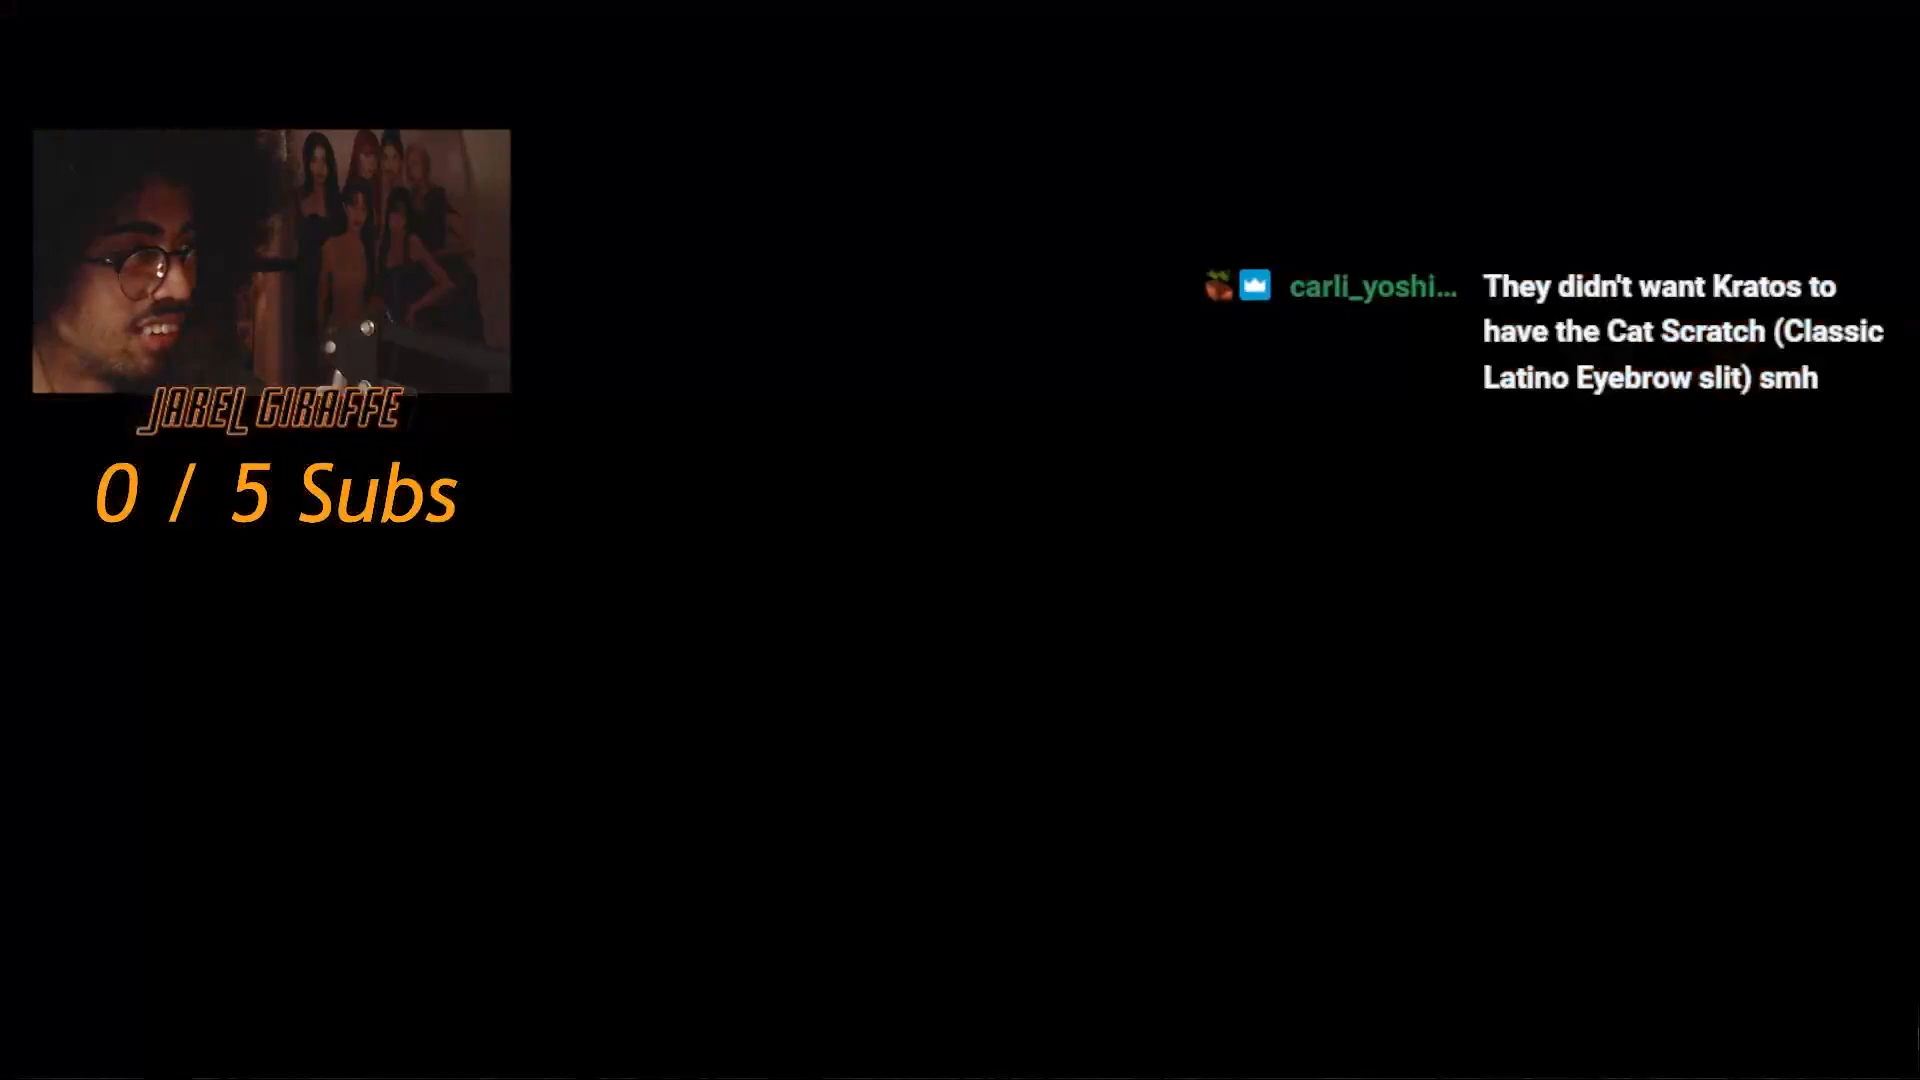 JAREL GIRAFFE
0 / 5 Subs
carli_yoshi... They didn't want Kratos to
have the Cat Scratch (Classic
Latino Eyebrow slit) smh